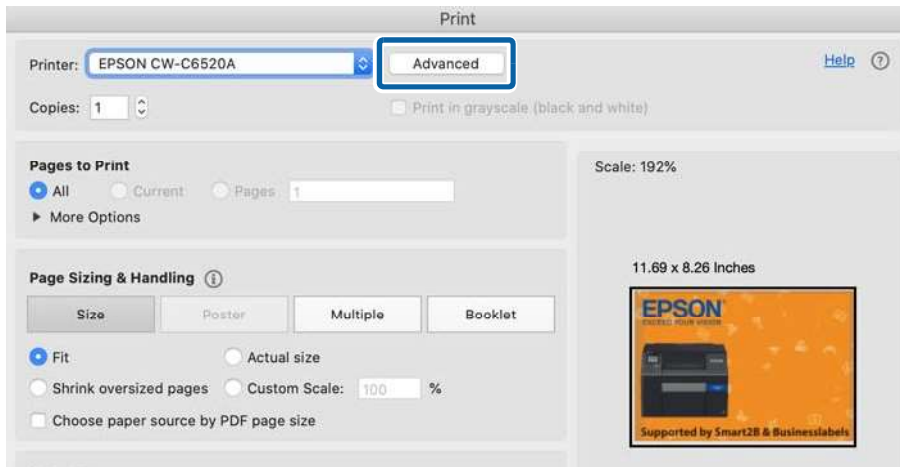 Print
Printer: EPSON CW-C6520A Advanced Help ?
Copies: 1 Print in grayscale (black and white)
Pages to Print
All Current Pages 1
More Options
Scale: 192%
Page Sizing & Handling i
Size Poster Multiple Booklet
Fit Actual size
Shrink oversized pages Custom Scale: 100 %
Choose paper source by PDF page size
11.69 x 8.26 Inches
EPSON
EXCEED YOUR VISION
Supported by Smart2B & Businesslabels